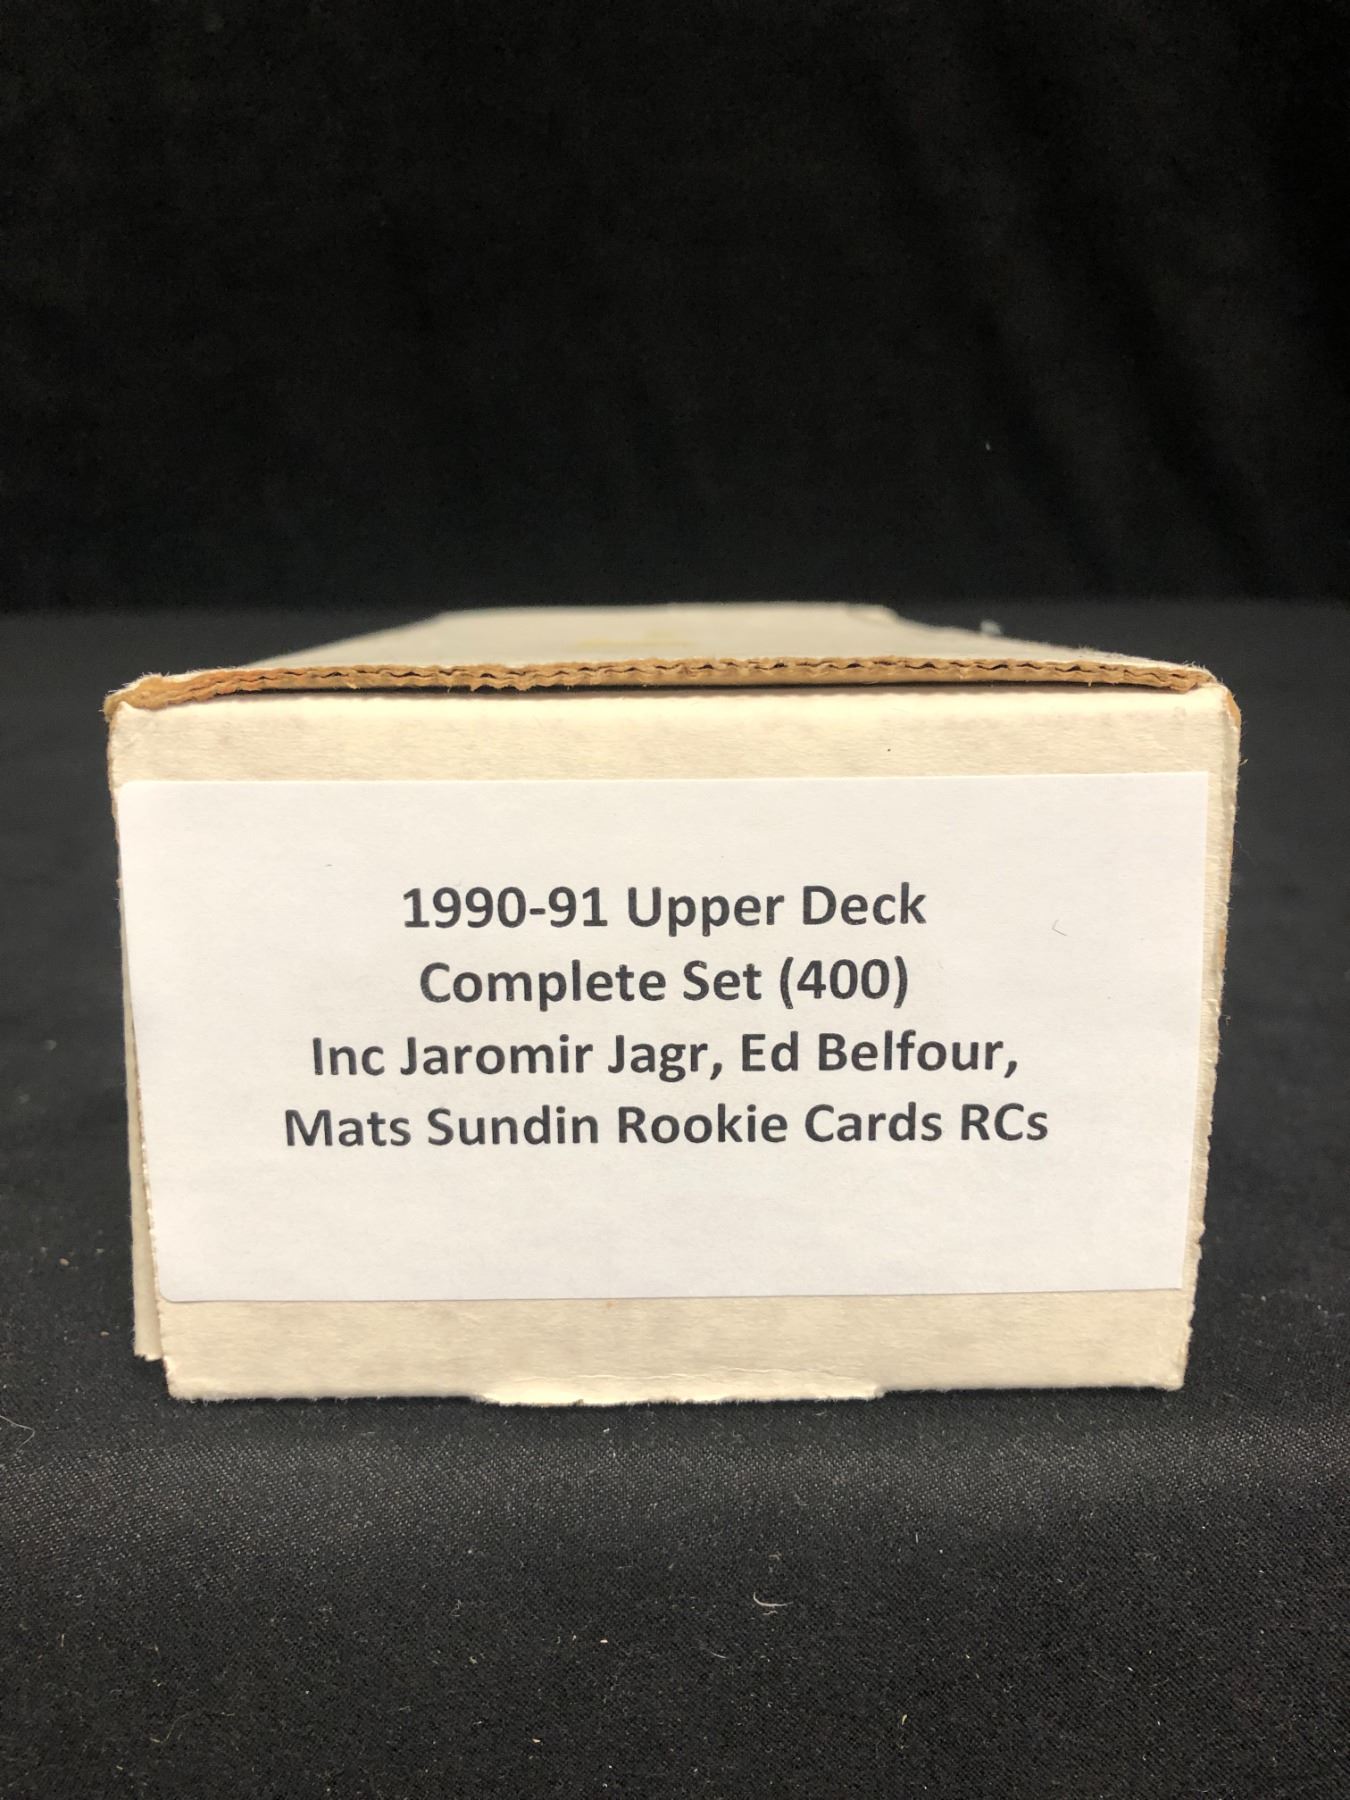 1990-91 Upper Deck
Complete Set (400)
Inc Jaromir Jagr, Ed Belfour,
Mats Sundin Rookie Cards RCs